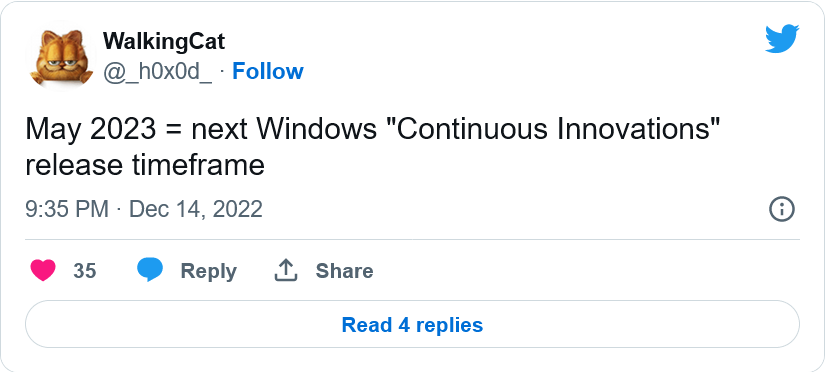 WalkingCat
@_h0x0d_ · Follow
May 2023 = next Windows "Continuous Innovations"
release timeframe
9:35 PM · Dec 14, 2022
35 Reply Share
Read 4 replies